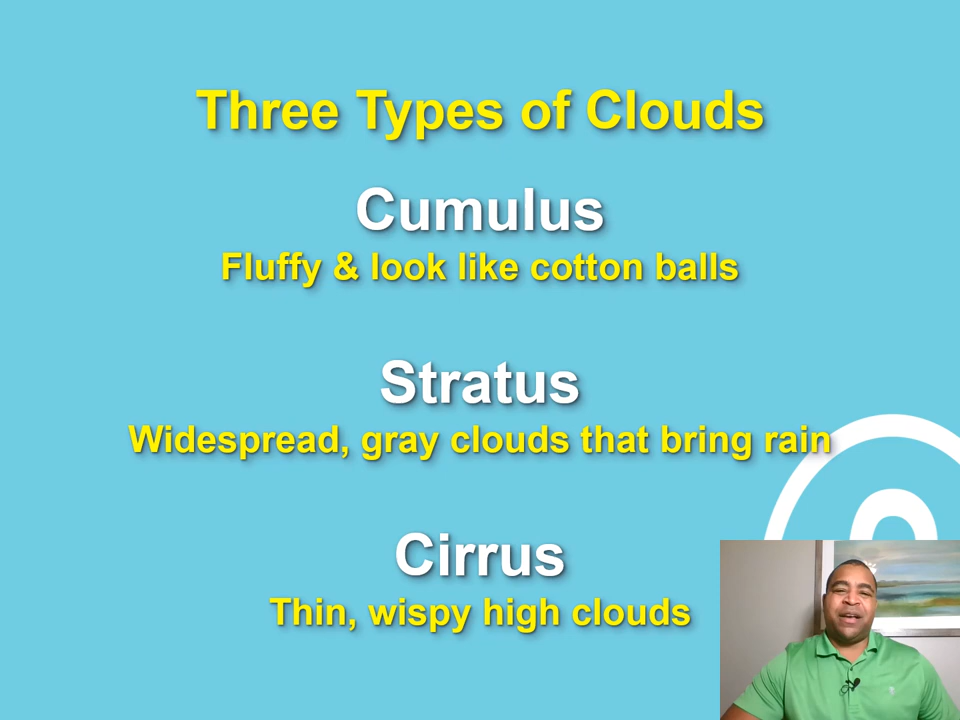 Three Types of Clouds
Cumulus
Fluffy & look like cotton balls
Stratus
Widespread, gray clouds that bring rain
Cirrus
Thin, wispy high clouds